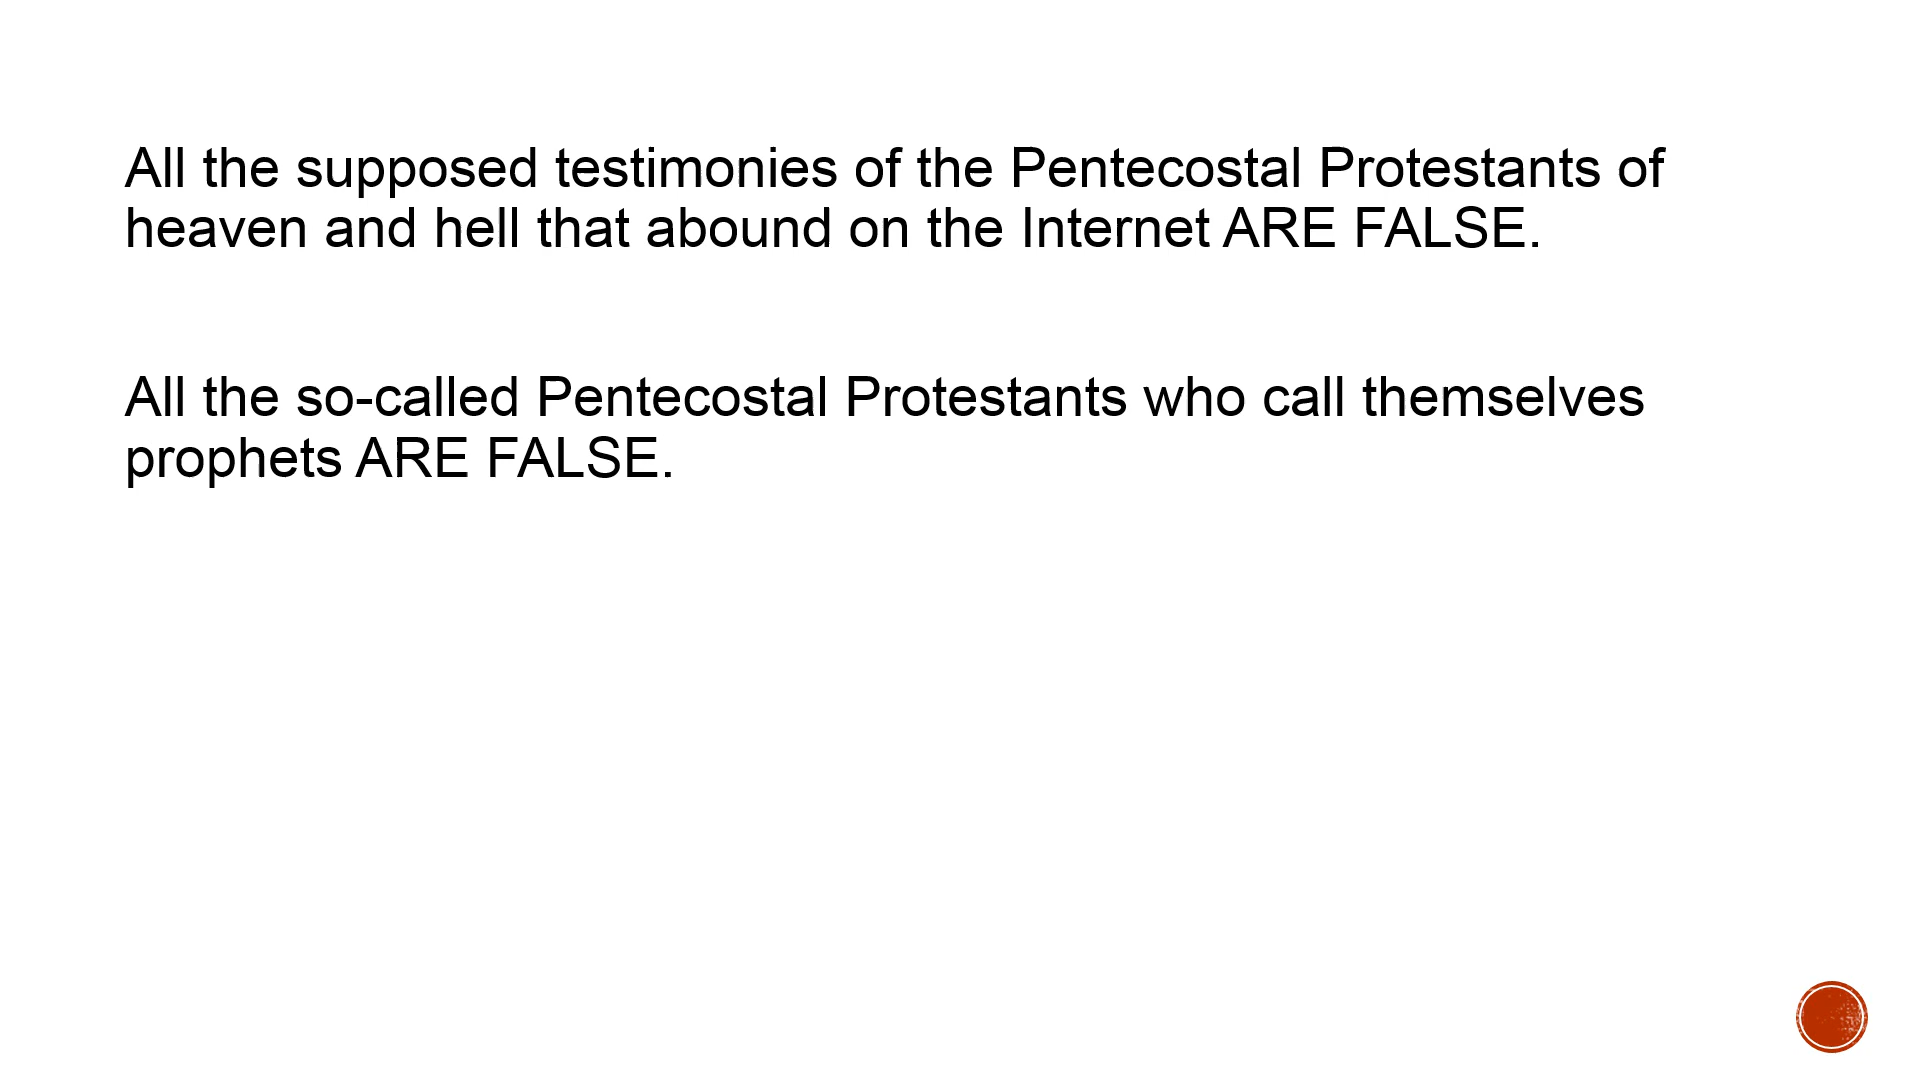 All the supposed testimonies of the Pentecostal Protestants of
heaven and hell that abound on the Internet ARE FALSE.
All the so-called Pentecostal Protestants who call themselves
prophets ARE FALSE.